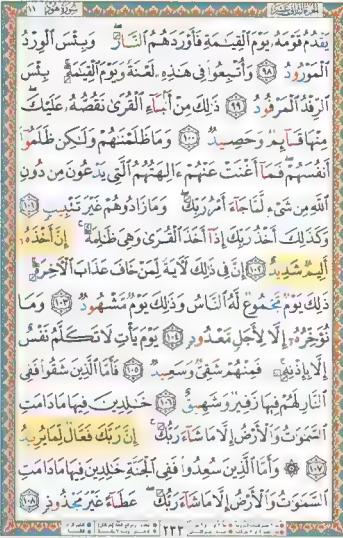 سُورَةُ هُودٍ ١١
يَقْدُمُ قَوْمَهُۥ يَوْمَ ٱلْقِيَٰمَةِ فَأَوْرَدَهُمُ ٱلنَّارَ ۖ وَبِئْسَ ٱلْوِرْدُ
ٱلْمَوْرُودُ ٩٨ وَأُتْبِعُوا۟ فِى هَٰذِهِۦ لَعْنَةً وَيَوْمَ ٱلْقِيَٰمَةِ ۚ بِئْسَ
ٱلرِّفْدُ ٱلْمَرْفُودُ ٩٩ ذَٰلِكَ مِنْ أَنۢبَآءِ ٱلْقُرَىٰ نَقُصُّهُۥ عَلَيْكَ ۖ
مِنْهَا قَآئِمٌ وَحَصِيدٌ ١٠٠ وَمَا ظَلَمْنَٰهُمْ وَلَٰكِن ظَلَمُوٓا۟
أَنفُسَهُمْ ۖ فَمَآ أَغْنَتْ عَنْهُمْ ءَالِهَتُهُمُ ٱلَّتِى يَدْعُونَ مِن دُونِ
ٱللَّهِ مِن شَىْءٍ لَّمَّا جَآءَ أَمْرُ رَبِّكَ ۖ وَمَا زَادُوهُمْ غَيْرَ تَتْبِيبٍ ١٠١
وَكَذَٰلِكَ أَخْذُ رَبِّكَ إِذَآ أَخَذَ ٱلْقُرَىٰ وَهِىَ ظَٰلِمَةٌ ۚ إِنَّ أَخْذَهُۥٓ
أَلِيمٌ شَدِيدٌ ١٠٢ إِنَّ فِى ذَٰلِكَ لَءَايَةً لِّمَنْ خَافَ عَذَابَ ٱلْءَاخِرَةِ ۚ
ذَٰلِكَ يَوْمٌ مَّجْمُوعٌ لَّهُ ٱلنَّاسُ وَذَٰلِكَ يَوْمٌ مَّشْهُودٌ ١٠٣ وَمَا
نُؤَخِّرُهُۥٓ إِلَّا لِأَجَلٍ مَّعْدُودٍ ١٠٤ يَوْمَ يَأْتِ لَا تَكَلَّمُ نَفْسٌ
إِلَّا بِإِذْنِهِۦ ۚ فَمِنْهُمْ شَقِىٌّ وَسَعِيدٌ ١٠٥ فَأَمَّا ٱلَّذِينَ شَقُوا۟ فَفِى
ٱلنَّارِ لَهُمْ فِيهَا زَفِيرٌ وَشَهِيقٌ ١٠٦ خَٰلِدِينَ فِيهَا مَا دَامَتِ
ٱلسَّمَٰوَٰتُ وَٱلْأَرْضُ إِلَّا مَا شَآءَ رَبُّكَ ۚ إِنَّ رَبَّكَ فَعَّالٌ لِّمَا يُرِيدُ
١٠٧ ۞ وَأَمَّا ٱلَّذِينَ سُعِدُوا۟ فَفِى ٱلْجَنَّةِ خَٰلِدِينَ فِيهَا مَا دَامَتِ
ٱلسَّمَٰوَٰتُ وَٱلْأَرْضُ إِلَّا مَا شَآءَ رَبُّكَ ۖ عَطَآءً غَيْرَ مَجْذُوذٍ ١٠٨
٢٣٣